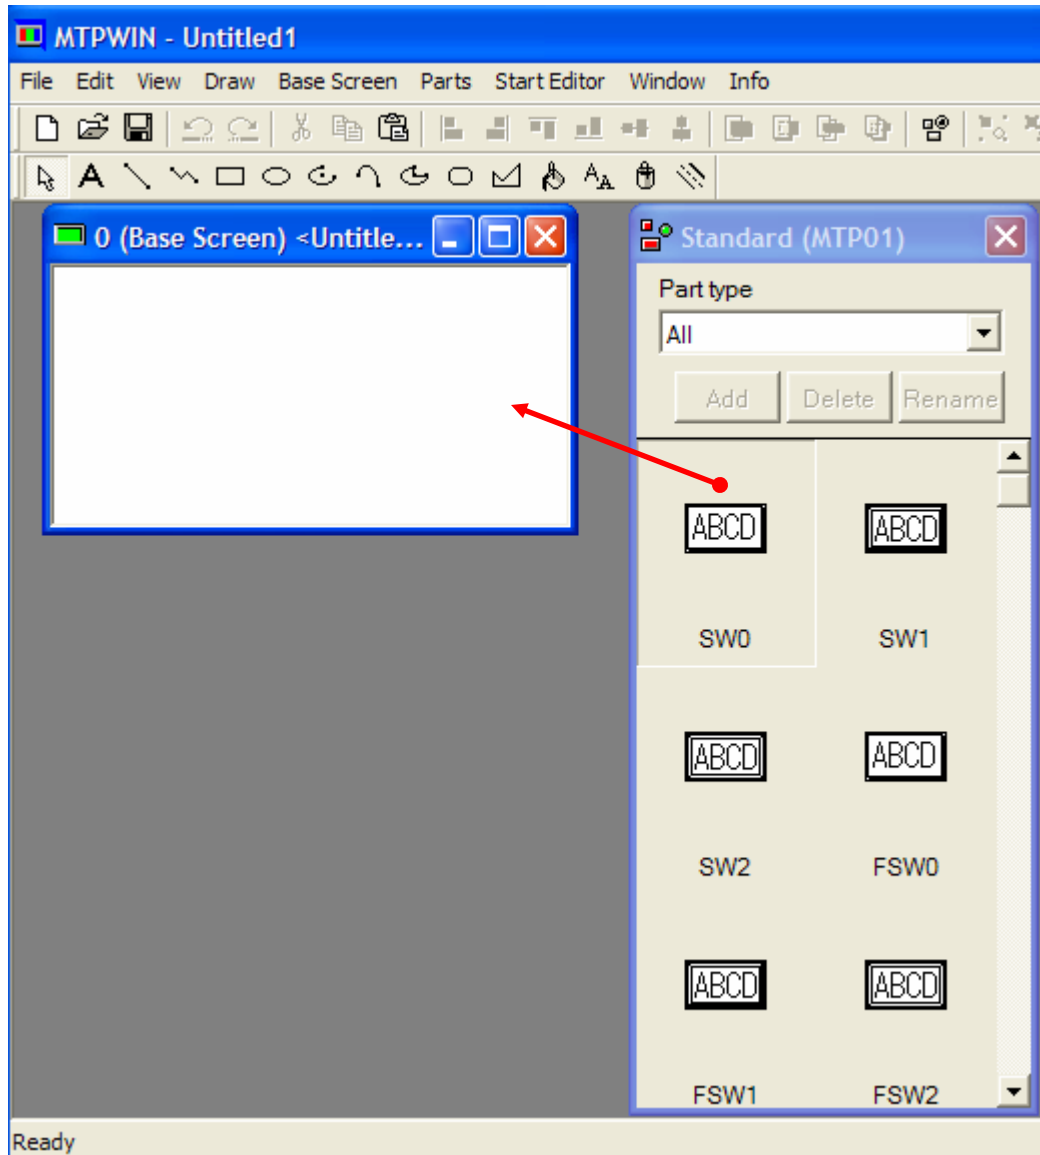 MTPWIN - Untitled1
File Edit View Draw Base Screen Parts Start Editor Window Info
A AA
0 (Base Screen) <Untitle...
Standard (MTP01)
Part type
All
Add Delete Rename
ABCD ABCD
SW0 SW1
ABCD ABCD
SW2 FSW0
ABCD ABCD
FSW1 FSW2
Ready